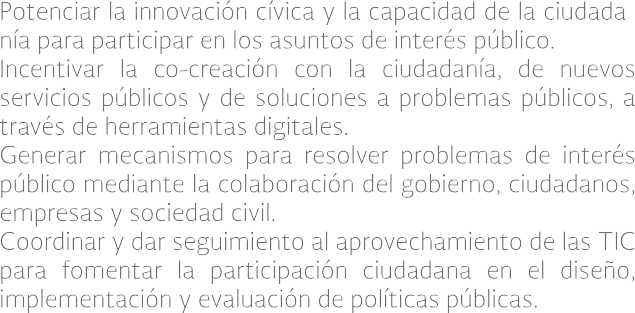 Potenciar la innovación cívica y la capacidad de la ciudada
nía para participar en los asuntos de interés público.
Incentivar la co-creación con la ciudadanía, de nuevos
servicios públicos y de soluciones a problemas públicos, a
través de herramientas digitales.
Generar mecanismos para resolver problemas de interés
público mediante la colaboración del gobierno, ciudadanos,
empresas y sociedad civil.
Coordinar y dar seguimiento al aprovechamiento de las TIC
para fomentar la participación ciudadana en el diseño,
implementación y evaluación de políticas públicas.